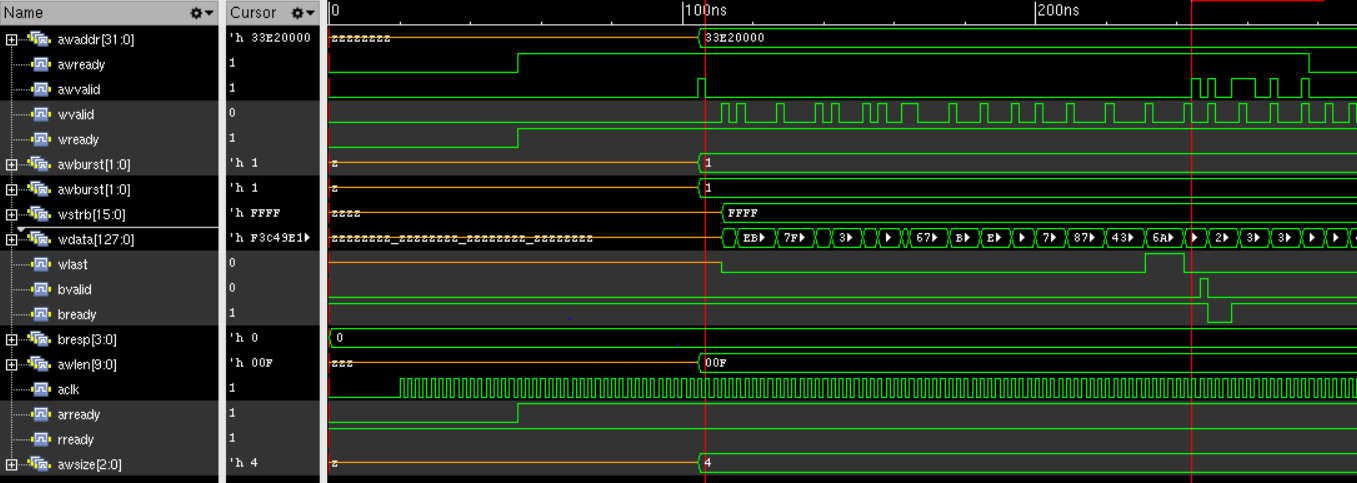 Name Cursor 0 100ns 200ns
awaddr[31:0] 'h 33E20000 zzzzzzzz 33E20000
awready 1
awvalid 1
wvalid 0
wready 1
awburst[1:0] 'h 1 z 1
awburst[1:0] 'h 1 z 1
wstrb[15:0] 'h FFFF zzzz FFFF
wdata[127:0] 'h F3C49E1 zzzzzzzz_zzzzzzzz_zzzzzzzz_zzzzzzzz EB 7F 3 67 B E 7 87 43 6A 2 3 3
wlast 0
bvalid 0
bready 1
bresp[3:0] 'h 0 0
awlen[9:0] 'h 00F zzz 00F
aclk 1
arready 1
rready 1
awsize[2:0] 'h 4 z 4